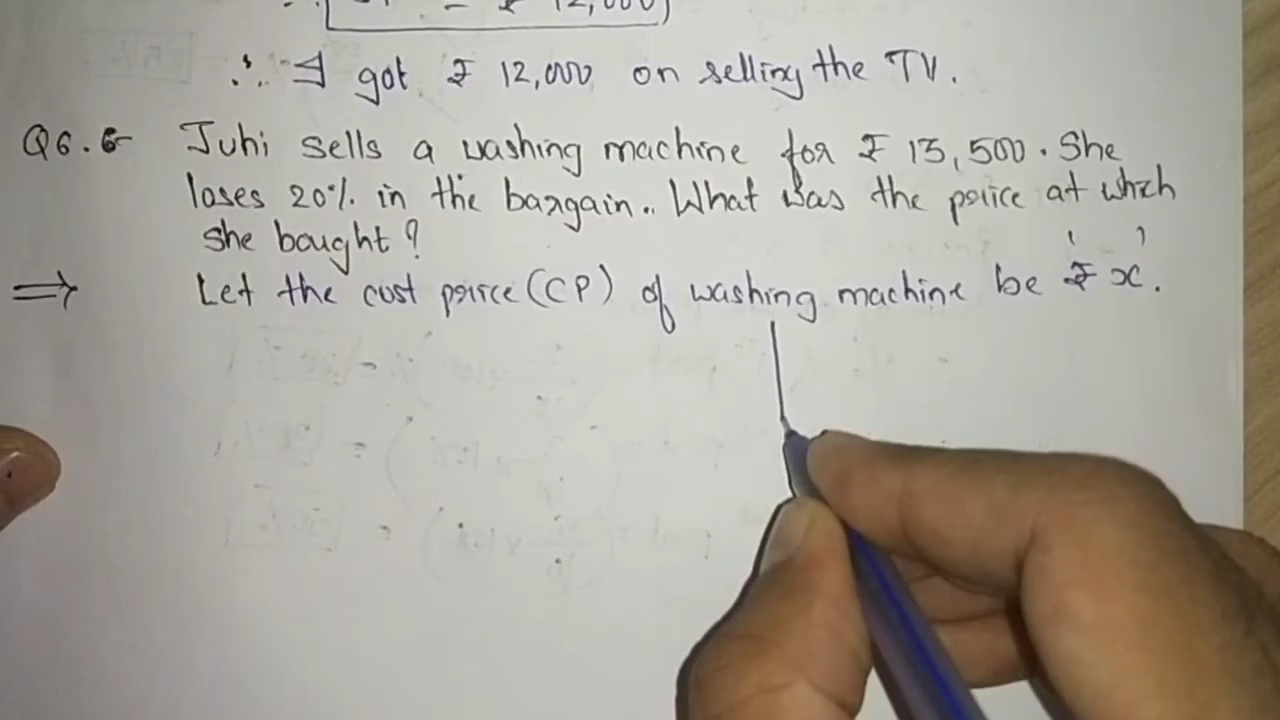 = ₹ 12,000
∴ I got ₹ 12,000 on selling the TV.
Q6. Juhi sells a washing machine for ₹ 13,500. She
loses 20% in the bargain. What was the price at which
she bought?
⇒ Let the cost price (CP) of washing machine be ₹ x.